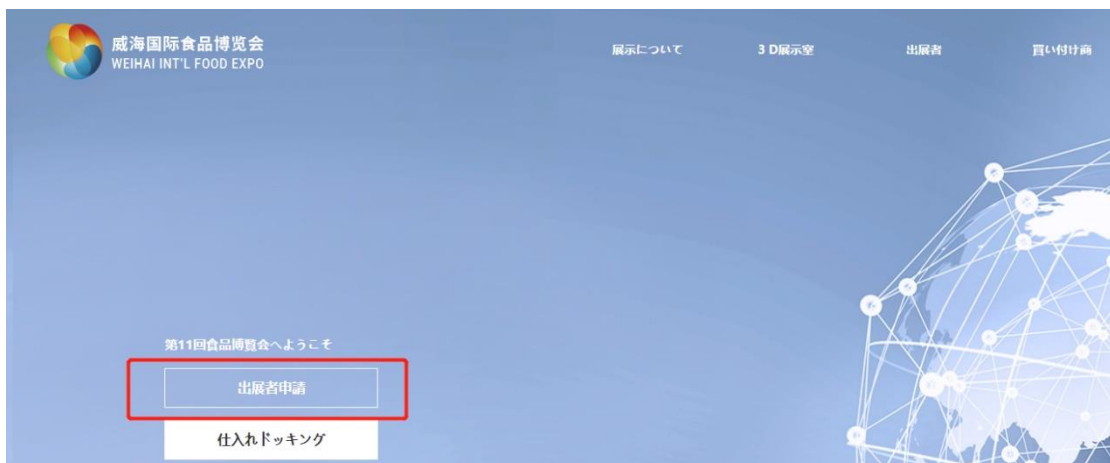 威海国际食品博览会
WEIHAI INT'L FOOD EXPO
展示について
3D展示室
出展者
買い付け商
第11回食品博覧会へようこそ
出展者申請
仕入れドッキング